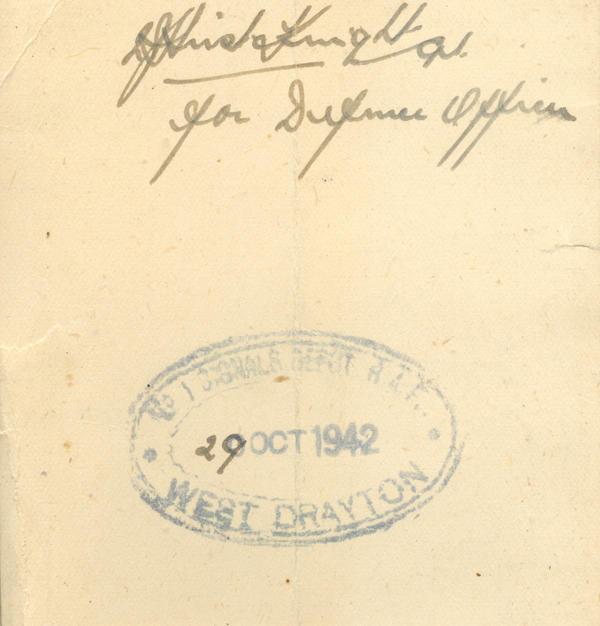 for Defence Officer
No 1 SIGNALS DEPOT R.A.F.
29 OCT 1942
WEST DRAYTON